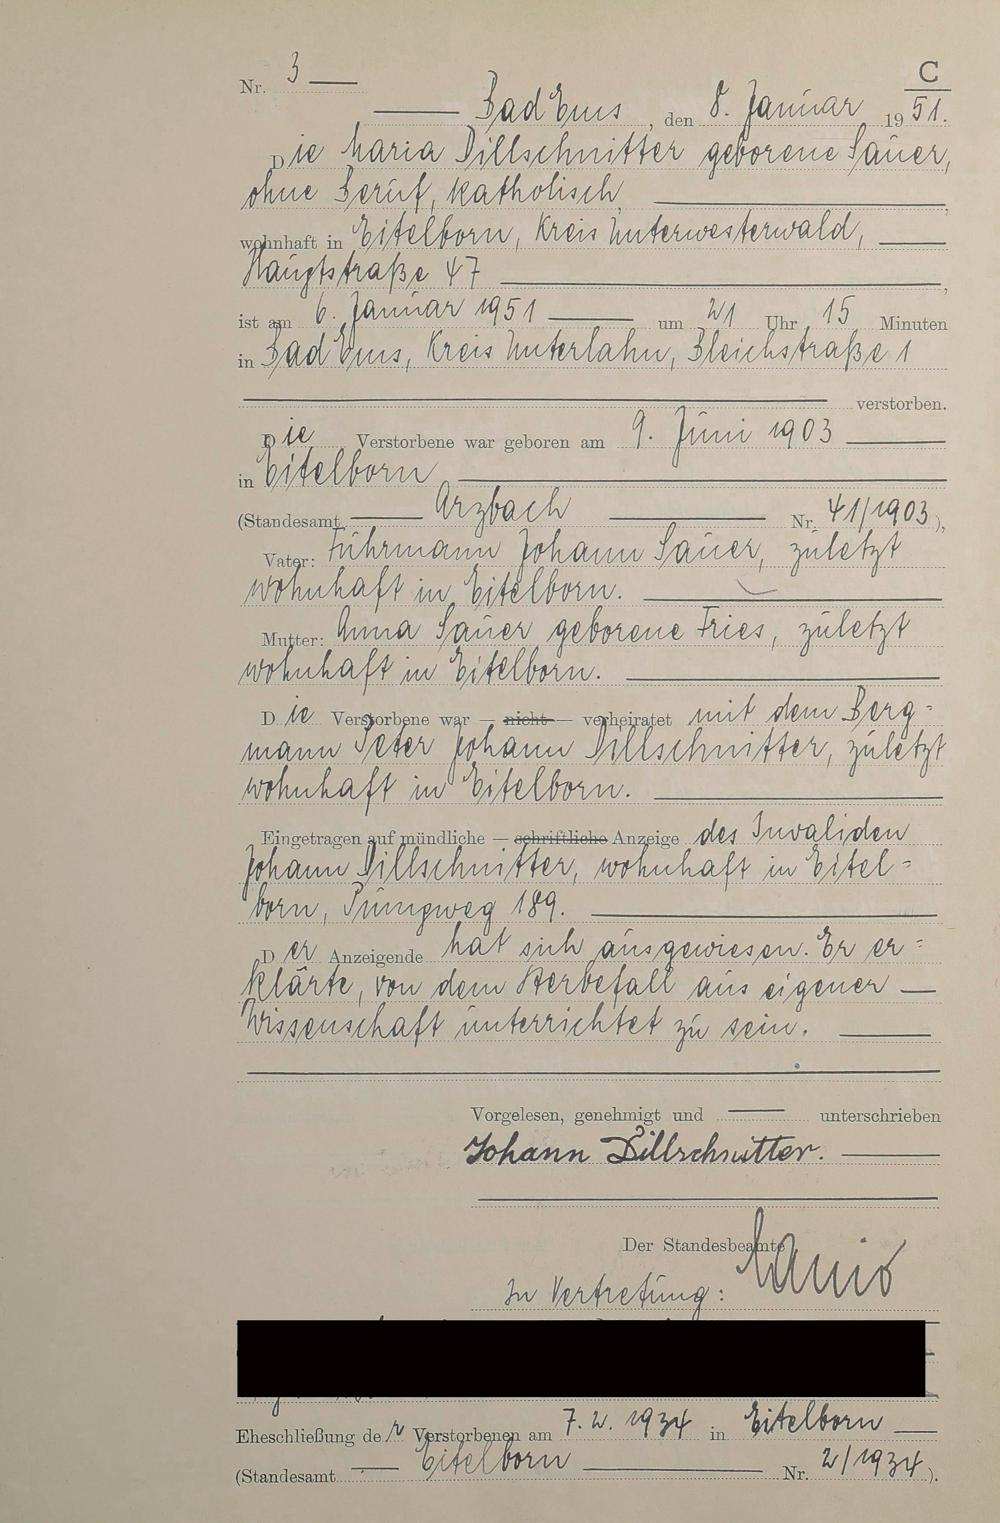 C
Nr. 3
Bad Ems, den 8. Januar 1951.
Die Maria Dillschnitter geborene Sauer,
ohne Beruf, katholisch,
wohnhaft in Eitelborn, Kreis Unterwesterwald,
Hauptstraße 47,
ist am 6. Januar 1951 um 21 Uhr 15 Minuten
in Bad Ems, Kreis Unterlahn, Bleichstraße 1
verstorben.
Die Verstorbene war geboren am 9. Juni 1903
in Eitelborn
(Standesamt Arzbach Nr. 41/1903),
Vater: Fuhrmann Johann Sauer, zuletzt
wohnhaft in Eitelborn.
Mutter: Anna Sauer geborene Fries, zuletzt
wohnhaft in Eitelborn.
Die Verstorbene war — nicht — verheiratet mit dem Berg=
mann Peter Johann Dillschnitter, zuletzt
wohnhaft in Eitelborn.
Eingetragen auf mündliche — schriftliche Anzeige des Invaliden
Johann Dillschnitter, wohnhaft in Eitel=
born, Pumpweg 189.
Der Anzeigende hat sich ausgewiesen. Er er=
klärte, von dem Sterbefall aus eigener
Wissenschaft unterrichtet zu sein.
Vorgelesen, genehmigt und unterschrieben
Johann Dillschnitter.
Der Standesbeamte
In Vertretung:
Eheschließung der Verstorbenen am 7.2.1934 in Eitelborn
(Standesamt Eitelborn Nr. 2/1934).